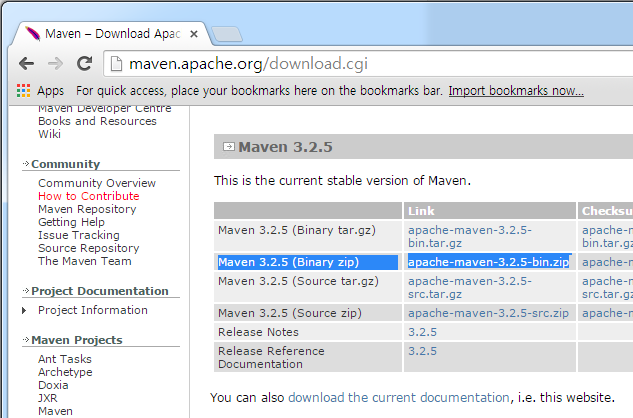 Maven – Download Apac
maven.apache.org/download.cgi
Apps For quick access, place your bookmarks here on the bookmarks bar. Import bookmarks now...
Maven Developer Centre
Books and Resources
Wiki
Community
Community Overview
How to Contribute
Maven Repository
Getting Help
Issue Tracking
Source Repository
The Maven Team
Project Documentation
Project Information
Maven Projects
Ant Tasks
Archetype
Doxia
JXR
Maven
Maven 3.2.5
This is the current stable version of Maven.
Link Checksu
Maven 3.2.5 (Binary tar.gz) apache-maven-3.2.5- apache-m
bin.tar.gz bin.tar.gz
Maven 3.2.5 (Binary zip) apache-maven-3.2.5-bin.zip apache-m
Maven 3.2.5 (Source tar.gz) apache-maven-3.2.5- apache-m
src.tar.gz src.tar.gz
Maven 3.2.5 (Source zip) apache-maven-3.2.5-src.zip apache-m
Release Notes 3.2.5
Release Reference 3.2.5
Documentation
You can also download the current documentation, i.e. this website.